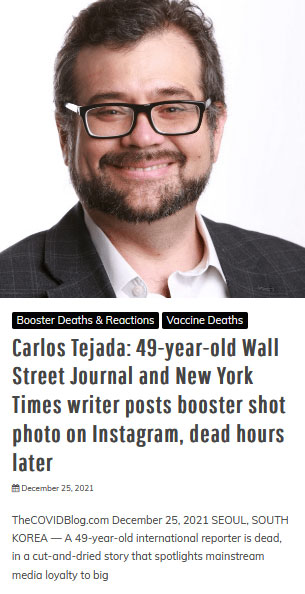 Booster Deaths & Reactions Vaccine Deaths
Carlos Tejada: 49-year-old Wall
Street Journal and New York
Times writer posts booster shot
photo on Instagram, dead hours
later
December 25, 2021
TheCOVIDBlog.com December 25, 2021 SEOUL, SOUTH
KOREA — A 49-year-old international reporter is dead,
in a cut-and-dried story that spotlights mainstream
media loyalty to big